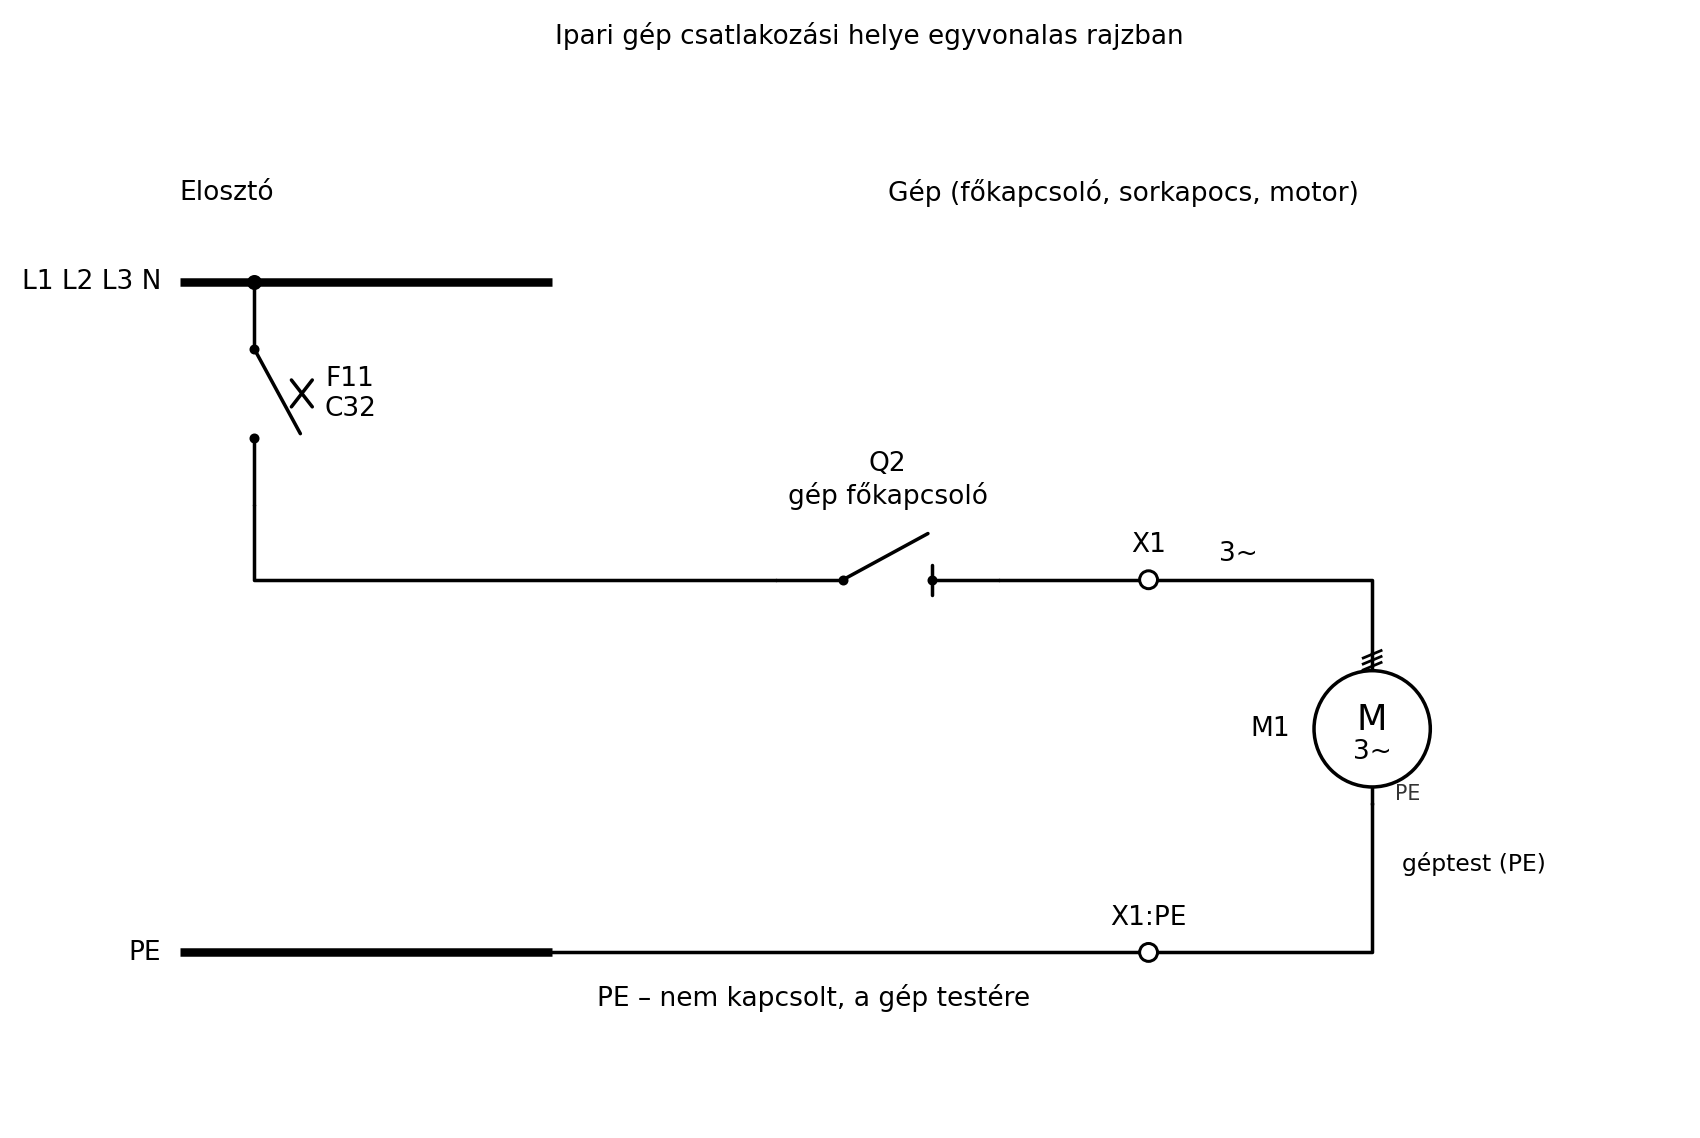 Ipari gép csatlakozási helye egyvonalas rajzban
Elosztó
Gép (főkapcsoló, sorkapocs, motor)
L1 L2 L3 N
F11
C32
Q2
gép főkapcsoló
X1
3~
M1
M
3~
PE
géptest (PE)
X1:PE
PE
PE – nem kapcsolt, a gép testére